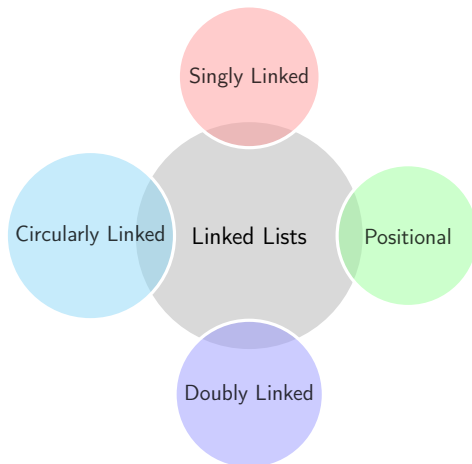 Singly Linked
Circularly Linked
Linked Lists
Positional
Doubly Linked